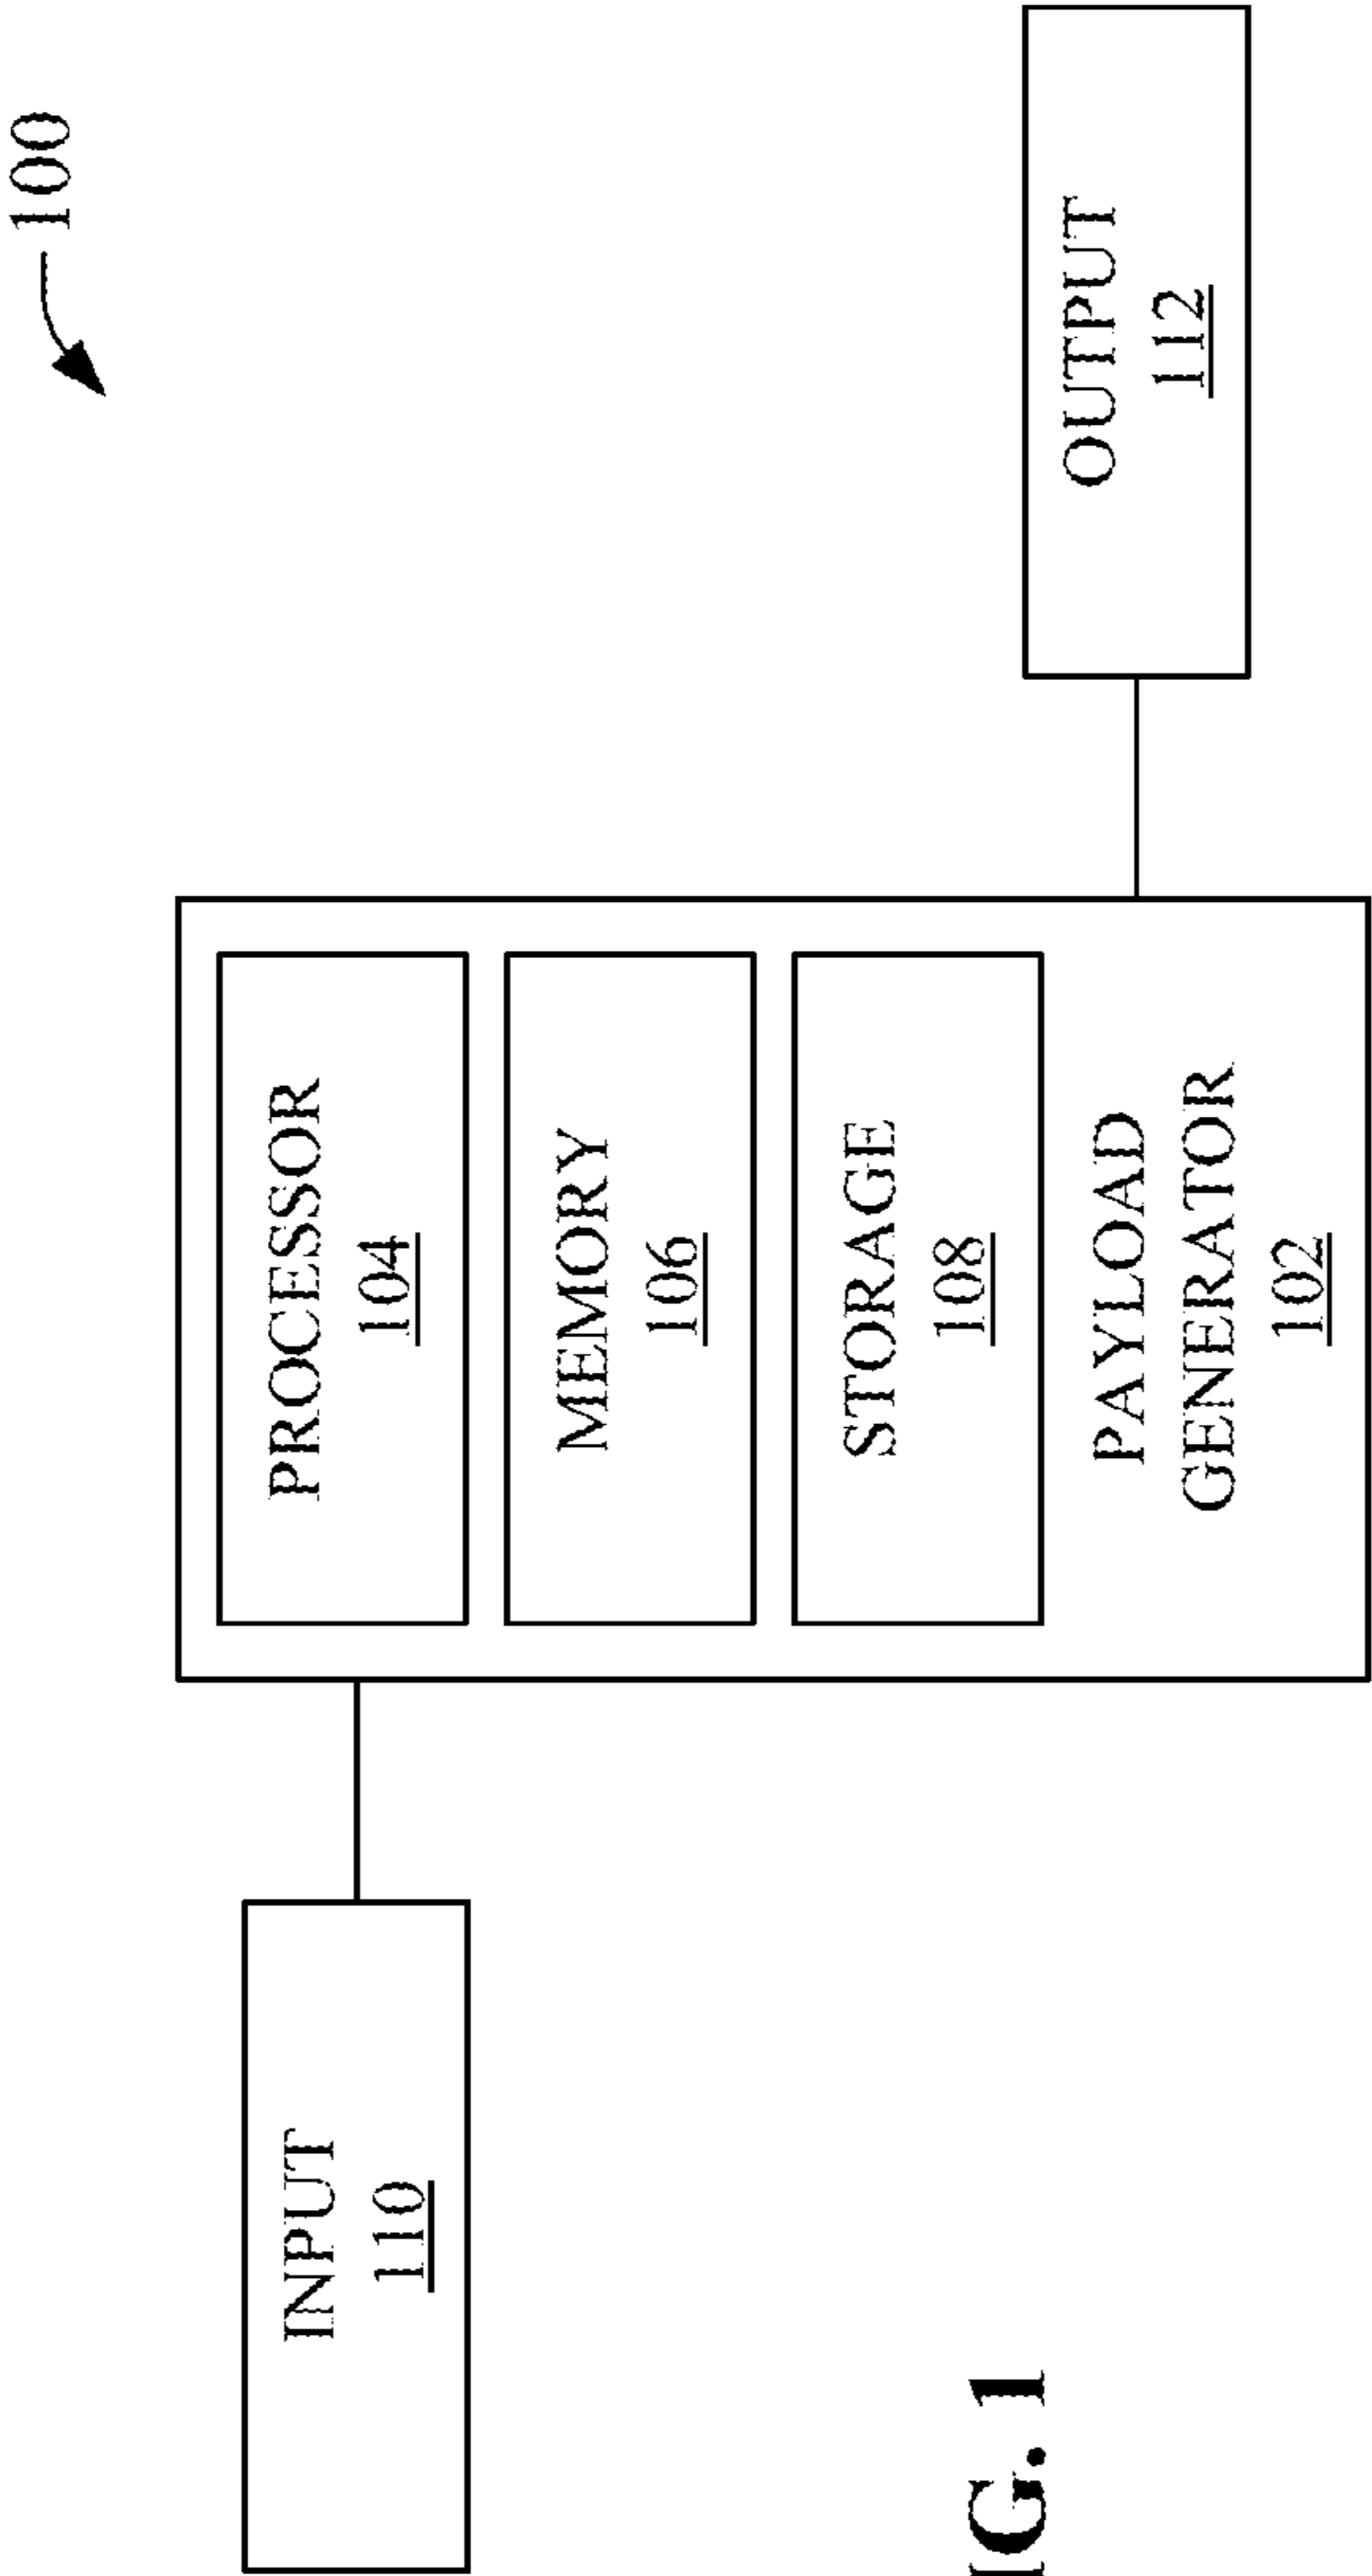 100
INPUT
110
PROCESSOR
104
MEMORY
106
STORAGE
108
PAYLOAD
GENERATOR
102
OUTPUT
112
IG. 1